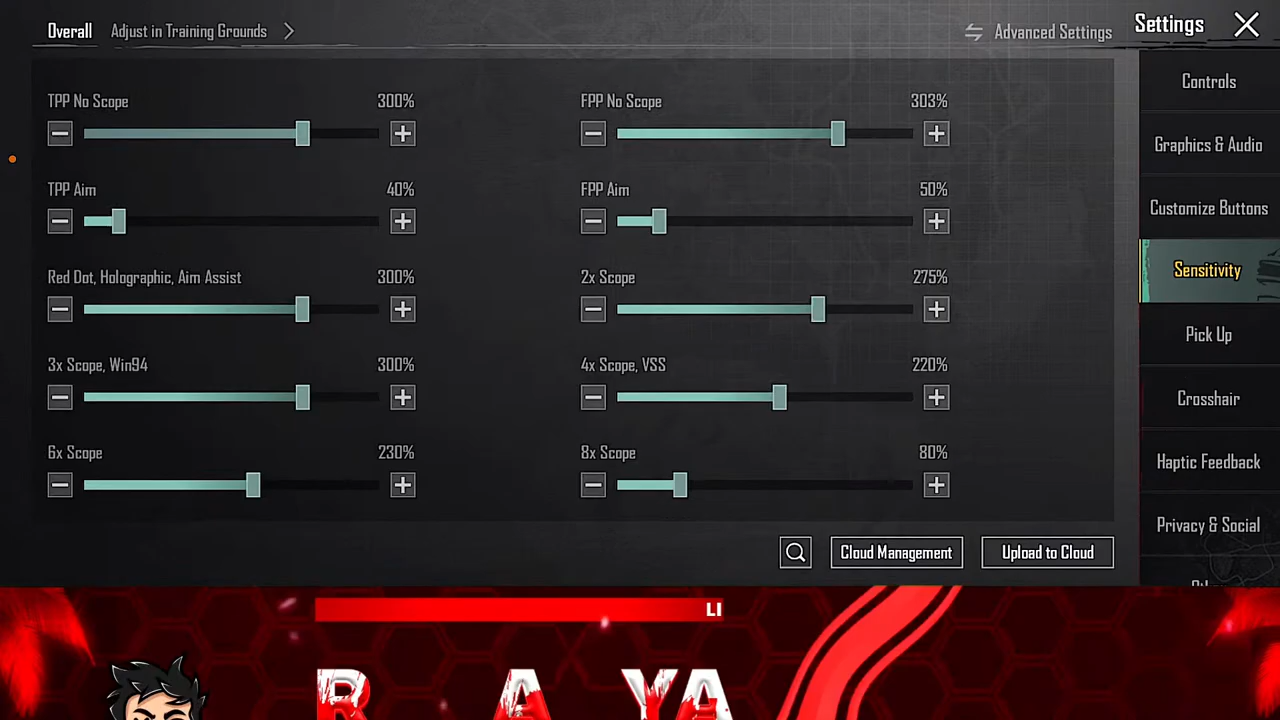 Overall Adjust in Training Grounds
Advanced Settings
Settings
TPP No Scope 300%
FPP No Scope 303%
TPP Aim 40%
FPP Aim 50%
Red Dot, Holographic, Aim Assist 300%
2x Scope 275%
3x Scope, Win94 300%
4x Scope, VSS 220%
6x Scope 230%
8x Scope 80%
Cloud Management
Upload to Cloud
Controls
Graphics & Audio
Customize Buttons
Sensitivity
Pick Up
Crosshair
Haptic Feedback
Privacy & Social
LI
R A YA